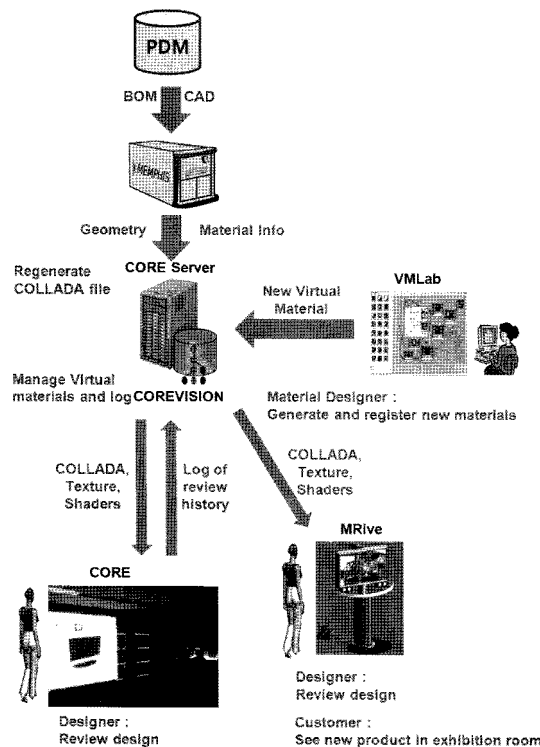 PDM
BOM CAD
MEMPHIS
Geometry Material Info
Regenerate
COLLADA file
CORE Server
New Virtual
Material
VMLab
Manage Virtual
materials and log
COREVISION
Material Designer :
Generate and register new materials
COLLADA,
Texture,
Shaders
Log of
review
history
COLLADA,
Texture,
Shaders
CORE
MRive
Designer :
Review design
Designer :
Review design
Customer :
See new product in exhibition room